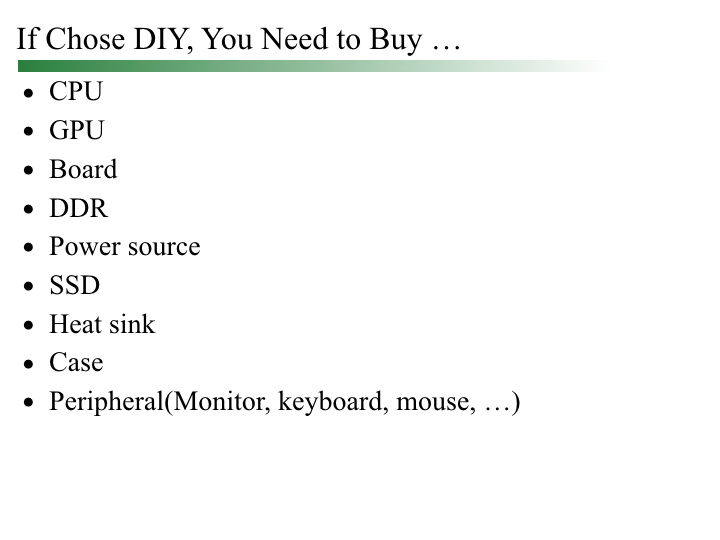 If Chose DIY, You Need to Buy …
• CPU
• GPU
• Board
• DDR
• Power source
• SSD
• Heat sink
• Case
• Peripheral(Monitor, keyboard, mouse, …)